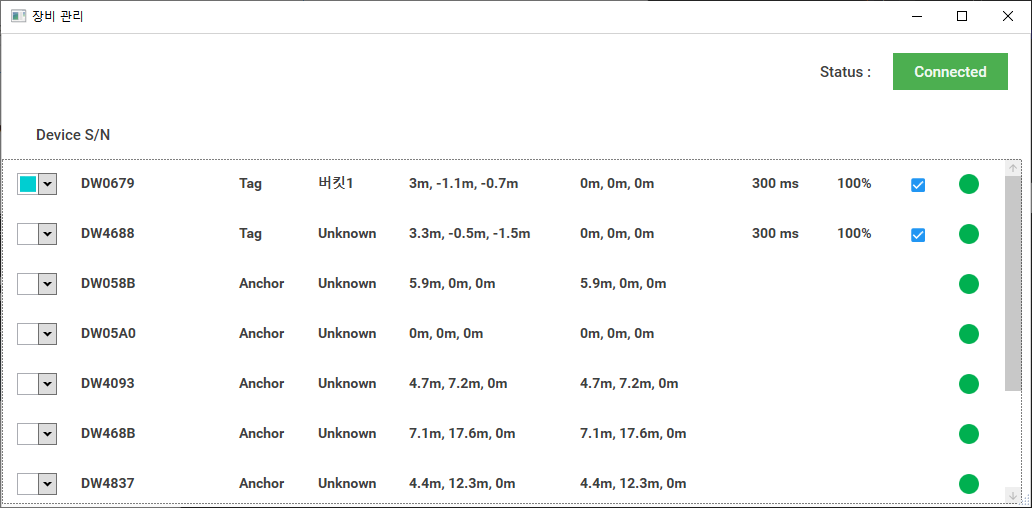 장비 관리
Status : Connected
Device S/N
DW0679 Tag 버킷1 3m, -1.1m, -0.7m 0m, 0m, 0m 300 ms 100%
DW4688 Tag Unknown 3.3m, -0.5m, -1.5m 0m, 0m, 0m 300 ms 100%
DW058B Anchor Unknown 5.9m, 0m, 0m 5.9m, 0m, 0m
DW05A0 Anchor Unknown 0m, 0m, 0m 0m, 0m, 0m
DW4093 Anchor Unknown 4.7m, 7.2m, 0m 4.7m, 7.2m, 0m
DW468B Anchor Unknown 7.1m, 17.6m, 0m 7.1m, 17.6m, 0m
DW4837 Anchor Unknown 4.4m, 12.3m, 0m 4.4m, 12.3m, 0m